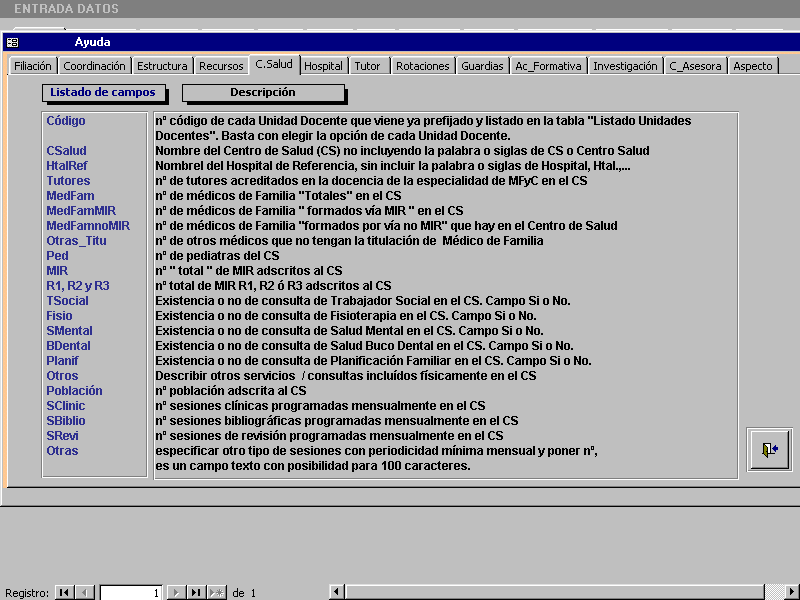 ENTRADA DATOS
Ayuda
Filiación Coordinación Estructura Recursos C.Salud Hospital Tutor Rotaciones Guardias Ac_Formativa Investigación C_Asesora Aspecto
Listado de campos Descripción
Código nº código de cada Unidad Docente que viene ya prefijado y listado en la tabla "Listado Unidades
Docentes". Basta con elegir la opción de cada Unidad Docente.
CSalud Nombre del Centro de Salud (CS) no incluyendo la palabra o siglas de CS o Centro Salud
HtalRef Nombrel del Hospital de Referencia, sin incluir la palabra o siglas de Hospital, Htal.,...
Tutores nº de tutores acreditados en la docencia de la especialidad de MFyC en el CS
MedFam nº de médicos de Familia "Totales" en el CS
MedFamMIR nº de médicos de Familia " formados vía MIR " en el CS
MedFamnoMIR nº de médicos de Familia "formados por vía no MIR" que hay en el Centro de Salud
Otras_Titu nº de otros médicos que no tengan la titulación de Médico de Familia
Ped nº de pediatras del CS
MIR nº " total " de MIR adscritos al CS
R1, R2 y R3 nº total de MIR R1, R2 ó R3 adscritos al CS
TSocial Existencia o no de consulta de Trabajador Social en el CS. Campo Si o No.
Fisio Existencia o no de consulta de Fisioterapia en el CS. Campo Si o No.
SMental Existencia o no de consulta de Salud Mental en el CS. Campo Si o No.
BDental Existencia o no de consulta de Salud Buco Dental en el CS. Campo Si o No.
Planif Existencia o no de consulta de Planificación Familiar en el CS. Campo Si o No.
Otros Describir otros servicios / consultas incluídos físicamente en el CS
Población nº población adscrita al CS
SClinic nº sesiones clínicas programadas mensualmente en el CS
SBiblio nº sesiones bibliográficas programadas mensualmente en el CS
SRevi nº sesiones de revisión programadas mensualmente en el CS
Otras especificar otro tipo de sesiones con periodicidad mínima mensual y poner nº,
es un campo texto con posibilidad para 100 caracteres.
Registro: 1 de 1